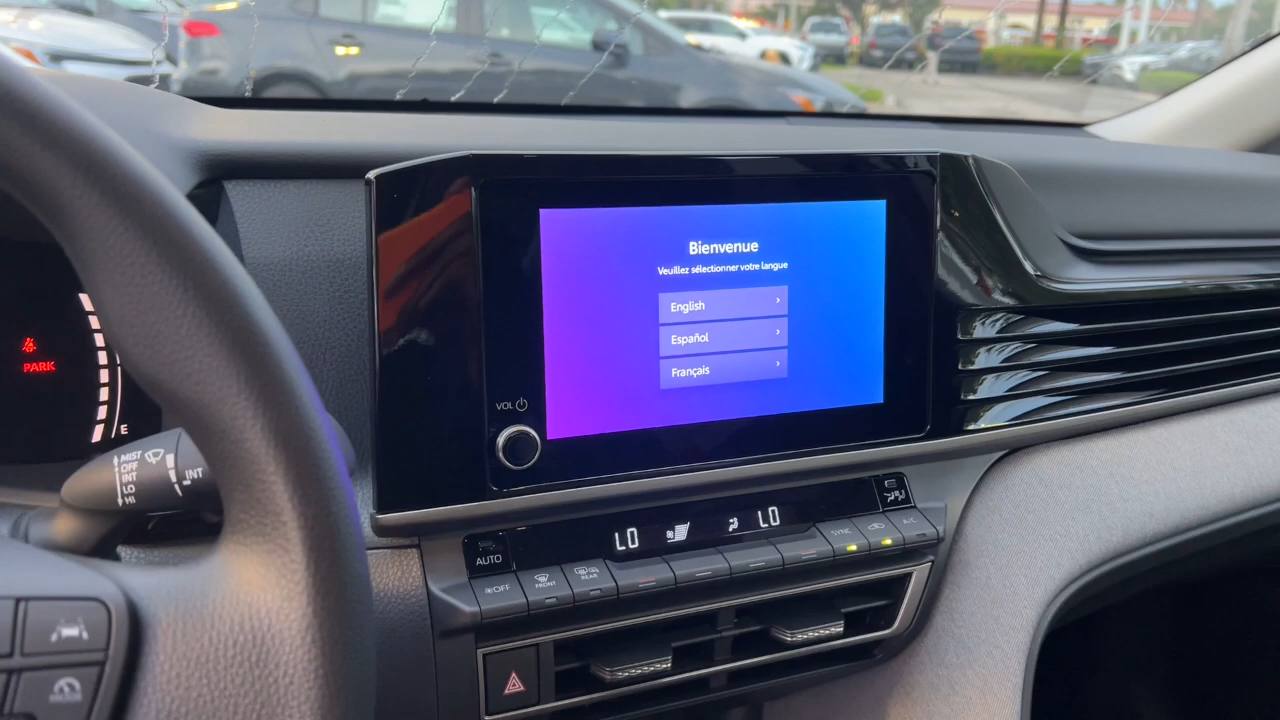 Bienvenue
Veuillez sélectionner votre langue
English
Español
Français
VOL
PARK
E
MIST
OFF
INT
LO
HI
INT
AUTO
LO
LO
OFF
FRONT
REAR
SYNC
A/C